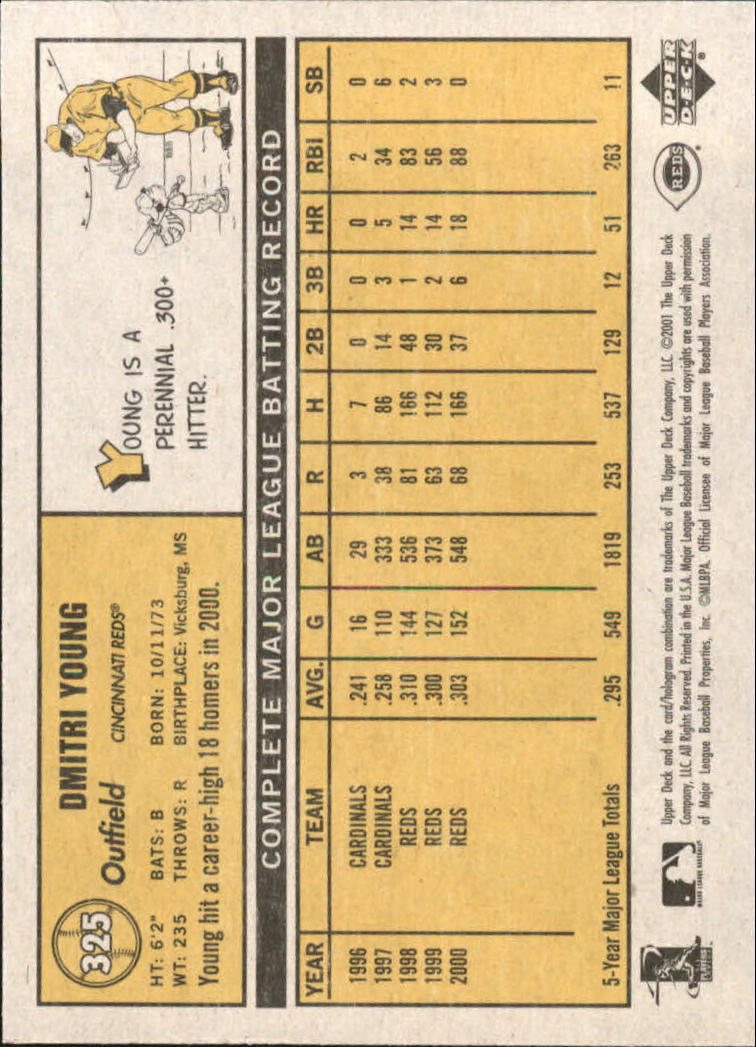 325
DMITRI YOUNG
Outfield CINCINNATI REDS®
HT: 6'2" BATS: B BORN: 10/11/73
WT: 235 THROWS: R BIRTHPLACE: Vicksburg, MS
Young hit a career-high 18 homers in 2000.
YOUNG IS A
PERENNIAL .300+
HITTER.
COMPLETE MAJOR LEAGUE BATTING RECORD
YEAR TEAM AVG. G AB R H 2B 3B HR RBI SB
1996 CARDINALS .241 16 29 3 7 0 0 0 2 0
1997 CARDINALS .258 110 333 38 86 14 3 5 34 6
1998 REDS .310 144 536 81 166 48 1 14 83 2
1999 REDS .300 127 373 63 112 30 2 14 56 3
2000 REDS .303 152 548 68 166 37 6 18 88 0
5-Year Major League Totals .295 549 1819 253 537 129 12 51 263 11
PLAYERS
MAJOR LEAGUE BASEBALL
Upper Deck and the card/hologram combination are trademarks of The Upper Deck Company, LLC. ©2001 The Upper Deck
Company, LLC. All Rights Reserved. Printed in the U.S.A. Major League Baseball trademarks and copyrights are used with permission
of Major League Baseball Properties, Inc. ©MLBPA. Official Licensee of Major League Baseball Players Association.
REDS
UPPER
D·E·C·K
®